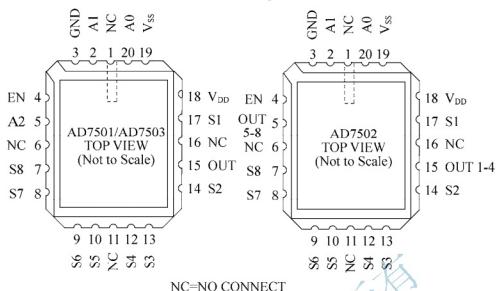 GND A1 NC A0 VSS
3 2 1 20 19
EN 4
A2 5
NC 6
S8 7
S7 8
AD7501/AD7503
TOP VIEW
(Not to Scale)
18 VDD
17 S1
16 NC
15 OUT
14 S2
9 10 11 12 13
S6 S5 NC S4 S3
GND A1 NC A0 VSS
3 2 1 20 19
EN 4
OUT 5-8 5
NC 6
S8 7
S7 8
AD7502
TOP VIEW
(Not to Scale)
18 VDD
17 S1
16 NC
15 OUT 1-4
14 S2
9 10 11 12 13
S6 S5 NC S4 S3
NC=NO CONNECT